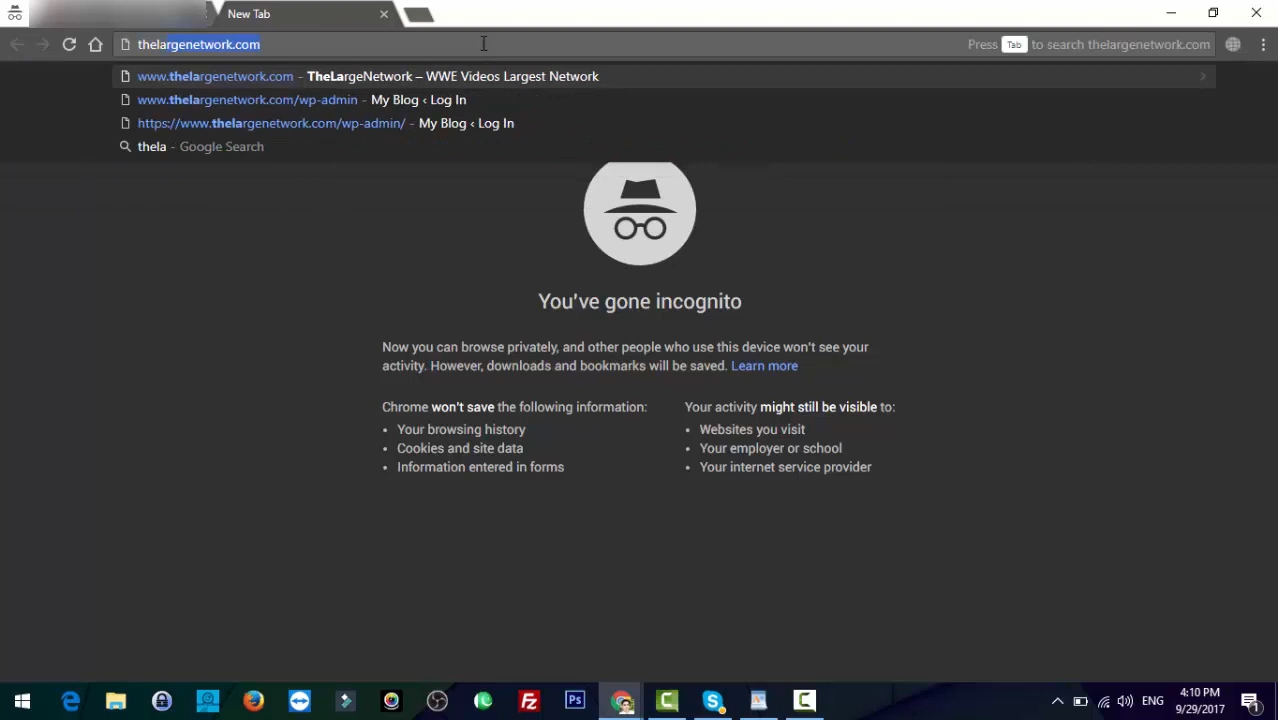 New Tab
thelargenetwork.com
Press Tab to search thelargenetwork.com
www.thelargenetwork.com - TheLargeNetwork – WWE Videos Largest Network
www.thelargenetwork.com/wp-admin - My Blog ‹ Log In
https://www.thelargenetwork.com/wp-admin/ - My Blog ‹ Log In
thela - Google Search
You've gone incognito
Now you can browse privately, and other people who use this device won't see your
activity. However, downloads and bookmarks will be saved. Learn more
Chrome won't save the following information:
• Your browsing history
• Cookies and site data
• Information entered in forms
Your activity might still be visible to:
• Websites you visit
• Your employer or school
• Your internet service provider
Ps
ENG
4:10 PM
9/29/2017
1